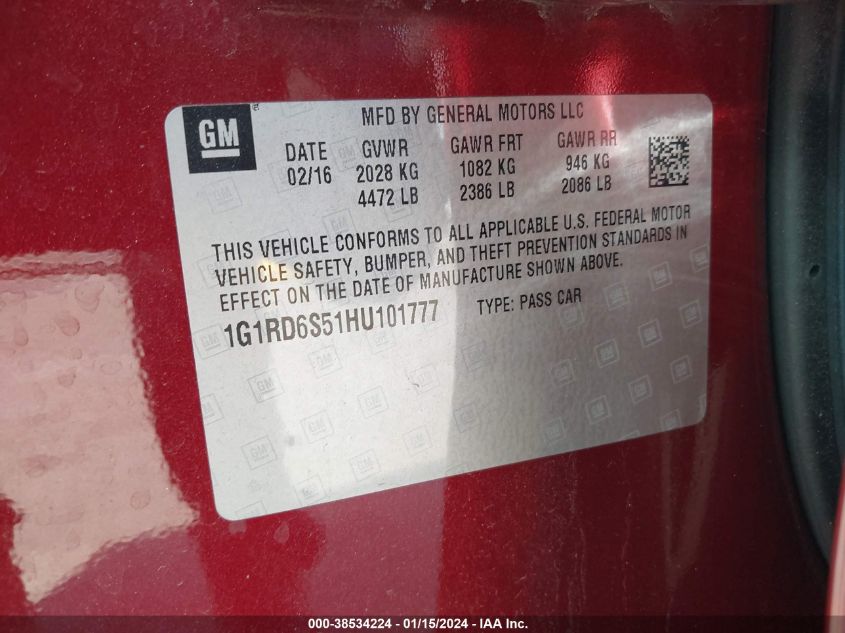 GM
MFD BY GENERAL MOTORS LLC
DATE GVWR GAWR FRT GAWR RR
02/16 2028 KG 1082 KG 946 KG
4472 LB 2386 LB 2086 LB
THIS VEHICLE CONFORMS TO ALL APPLICABLE U.S. FEDERAL MOTOR
VEHICLE SAFETY, BUMPER, AND THEFT PREVENTION STANDARDS IN
EFFECT ON THE DATE OF MANUFACTURE SHOWN ABOVE.
1G1RD6S51HU101777 TYPE: PASS CAR
000-38534224 - 01/15/2024 - IAA Inc.